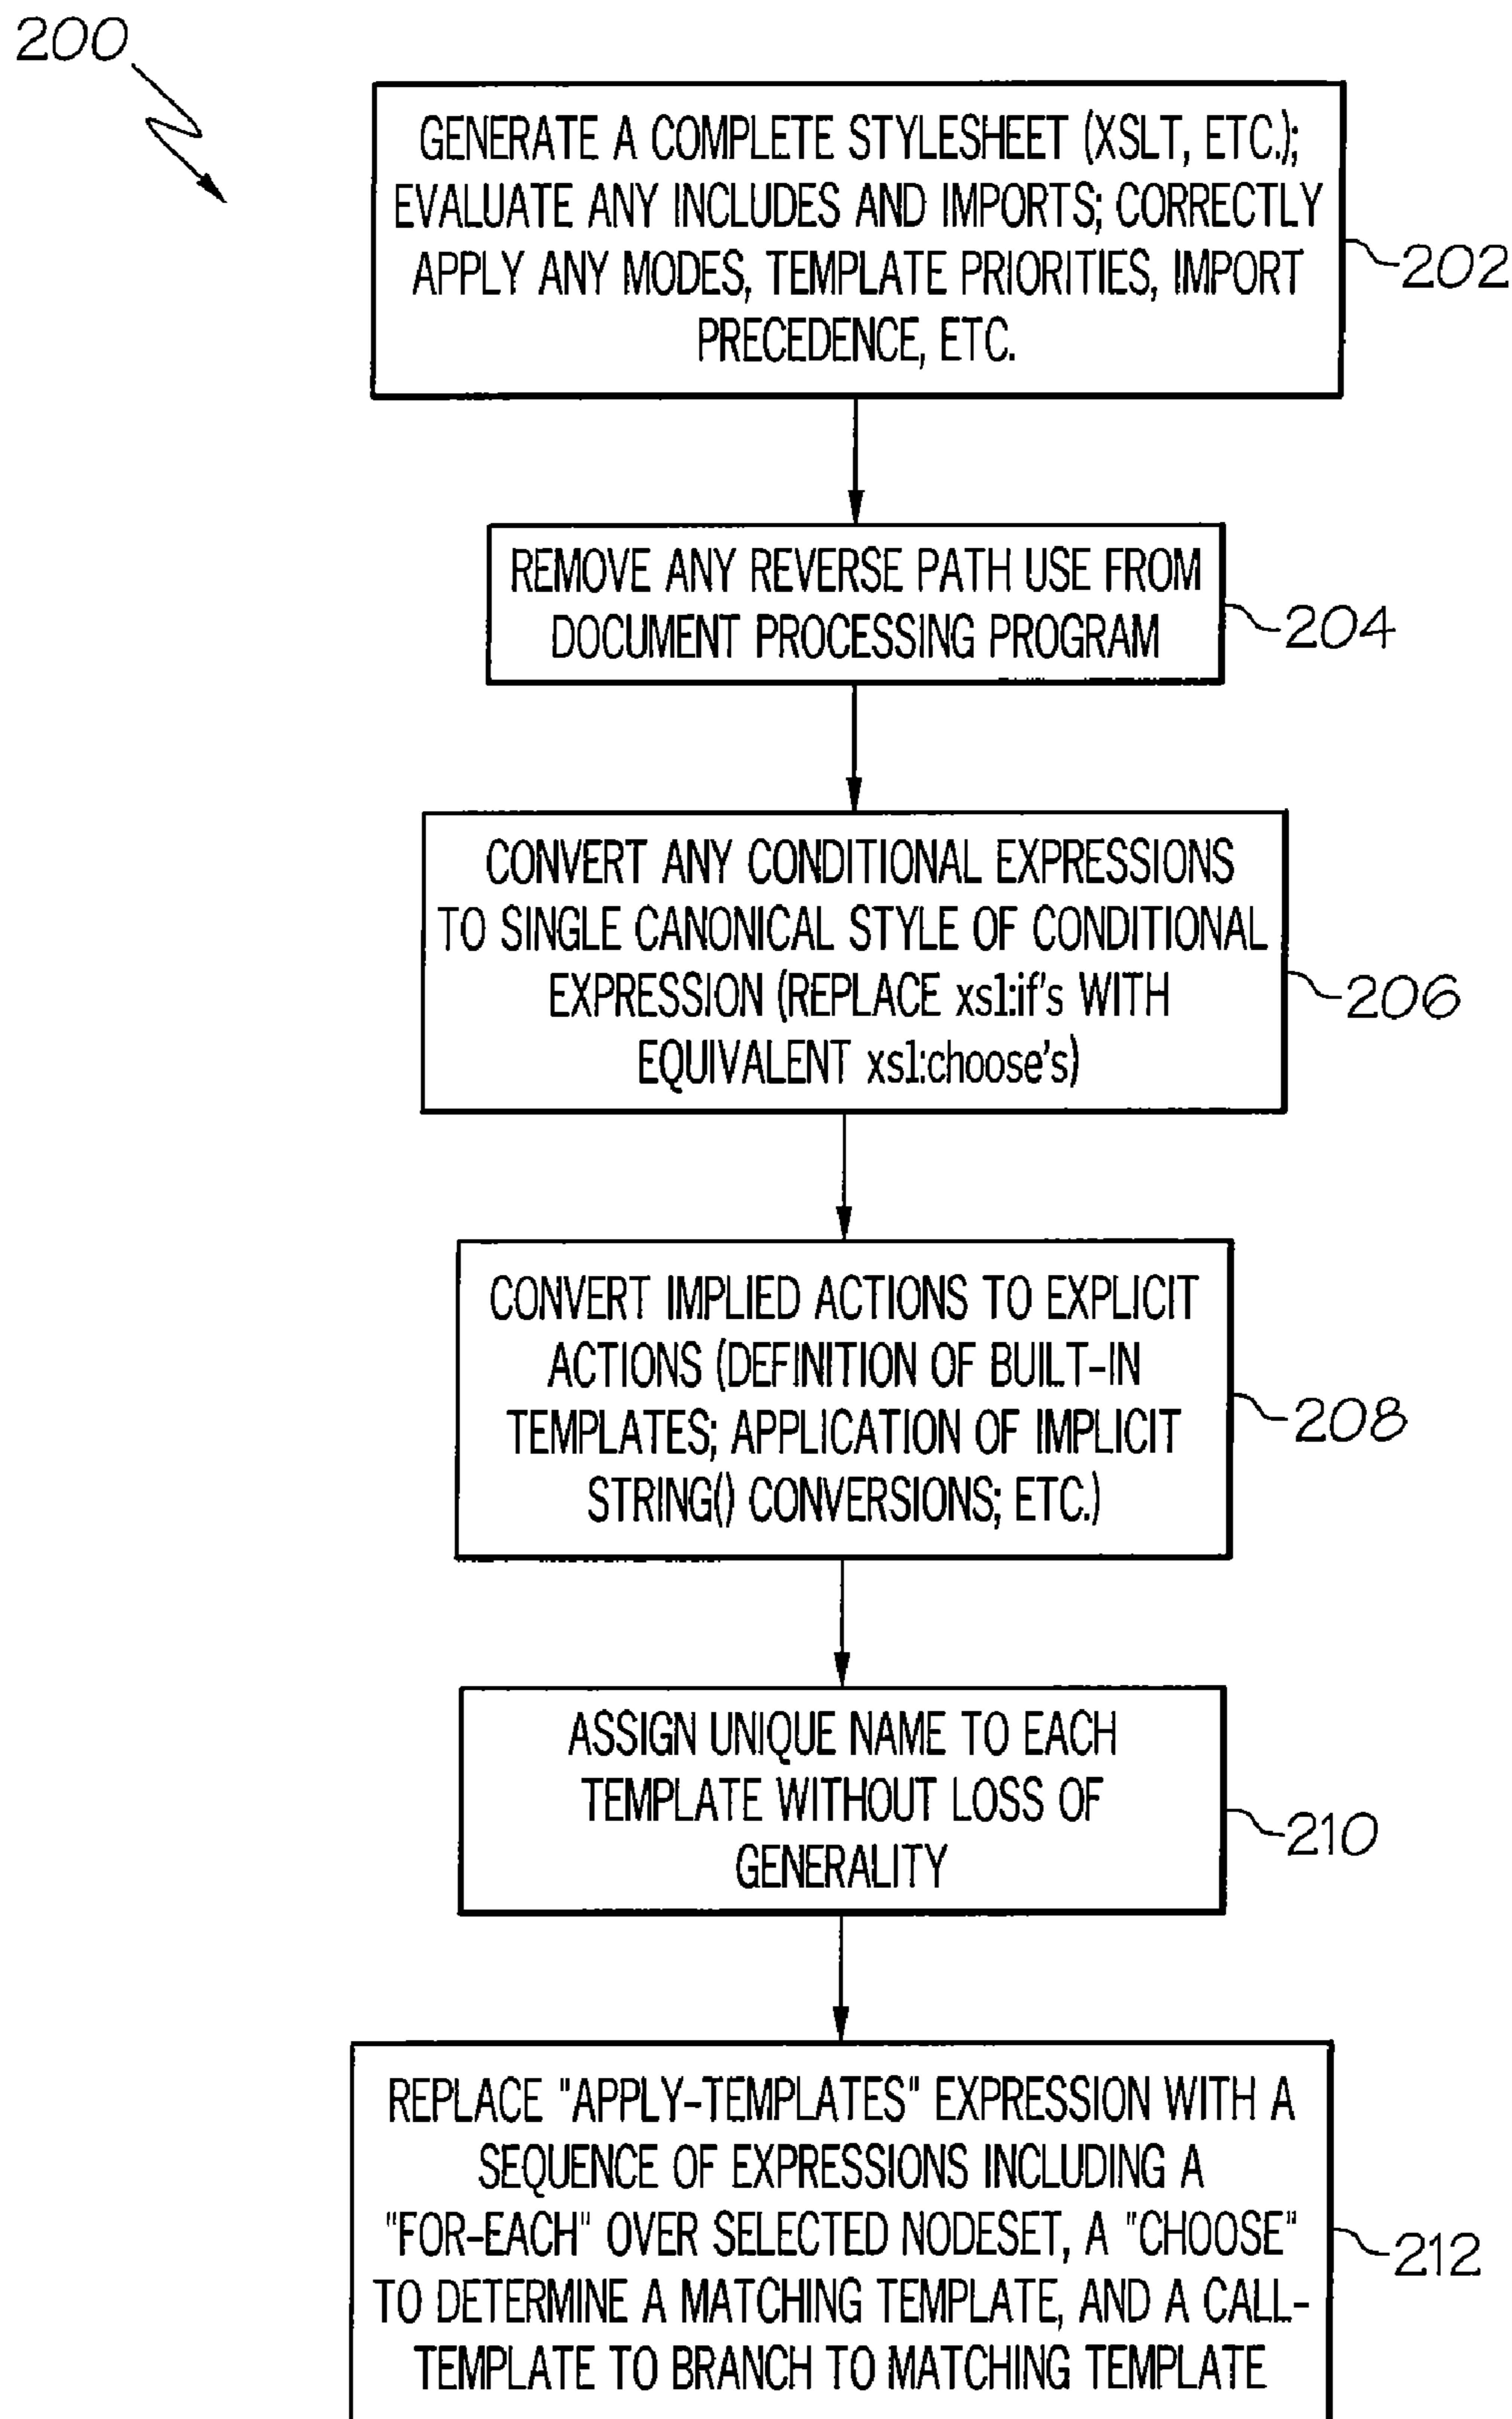 200
GENERATE A COMPLETE STYLESHEET (XSLT, ETC.);
EVALUATE ANY INCLUDES AND IMPORTS; CORRECTLY
APPLY ANY MODES, TEMPLATE PRIORITIES, IMPORT
PRECEDENCE, ETC.
202
REMOVE ANY REVERSE PATH USE FROM
DOCUMENT PROCESSING PROGRAM
204
CONVERT ANY CONDITIONAL EXPRESSIONS
TO SINGLE CANONICAL STYLE OF CONDITIONAL
EXPRESSION (REPLACE xsl:if's WITH
EQUIVALENT xsl:choose's)
206
CONVERT IMPLIED ACTIONS TO EXPLICIT
ACTIONS (DEFINITION OF BUILT-IN
TEMPLATES; APPLICATION OF IMPLICIT
STRING() CONVERSIONS; ETC.)
208
ASSIGN UNIQUE NAME TO EACH
TEMPLATE WITHOUT LOSS OF
GENERALITY
210
REPLACE "APPLY-TEMPLATES" EXPRESSION WITH A
SEQUENCE OF EXPRESSIONS INCLUDING A
"FOR-EACH" OVER SELECTED NODESET, A "CHOOSE"
TO DETERMINE A MATCHING TEMPLATE, AND A CALL-
TEMPLATE TO BRANCH TO MATCHING TEMPLATE
212